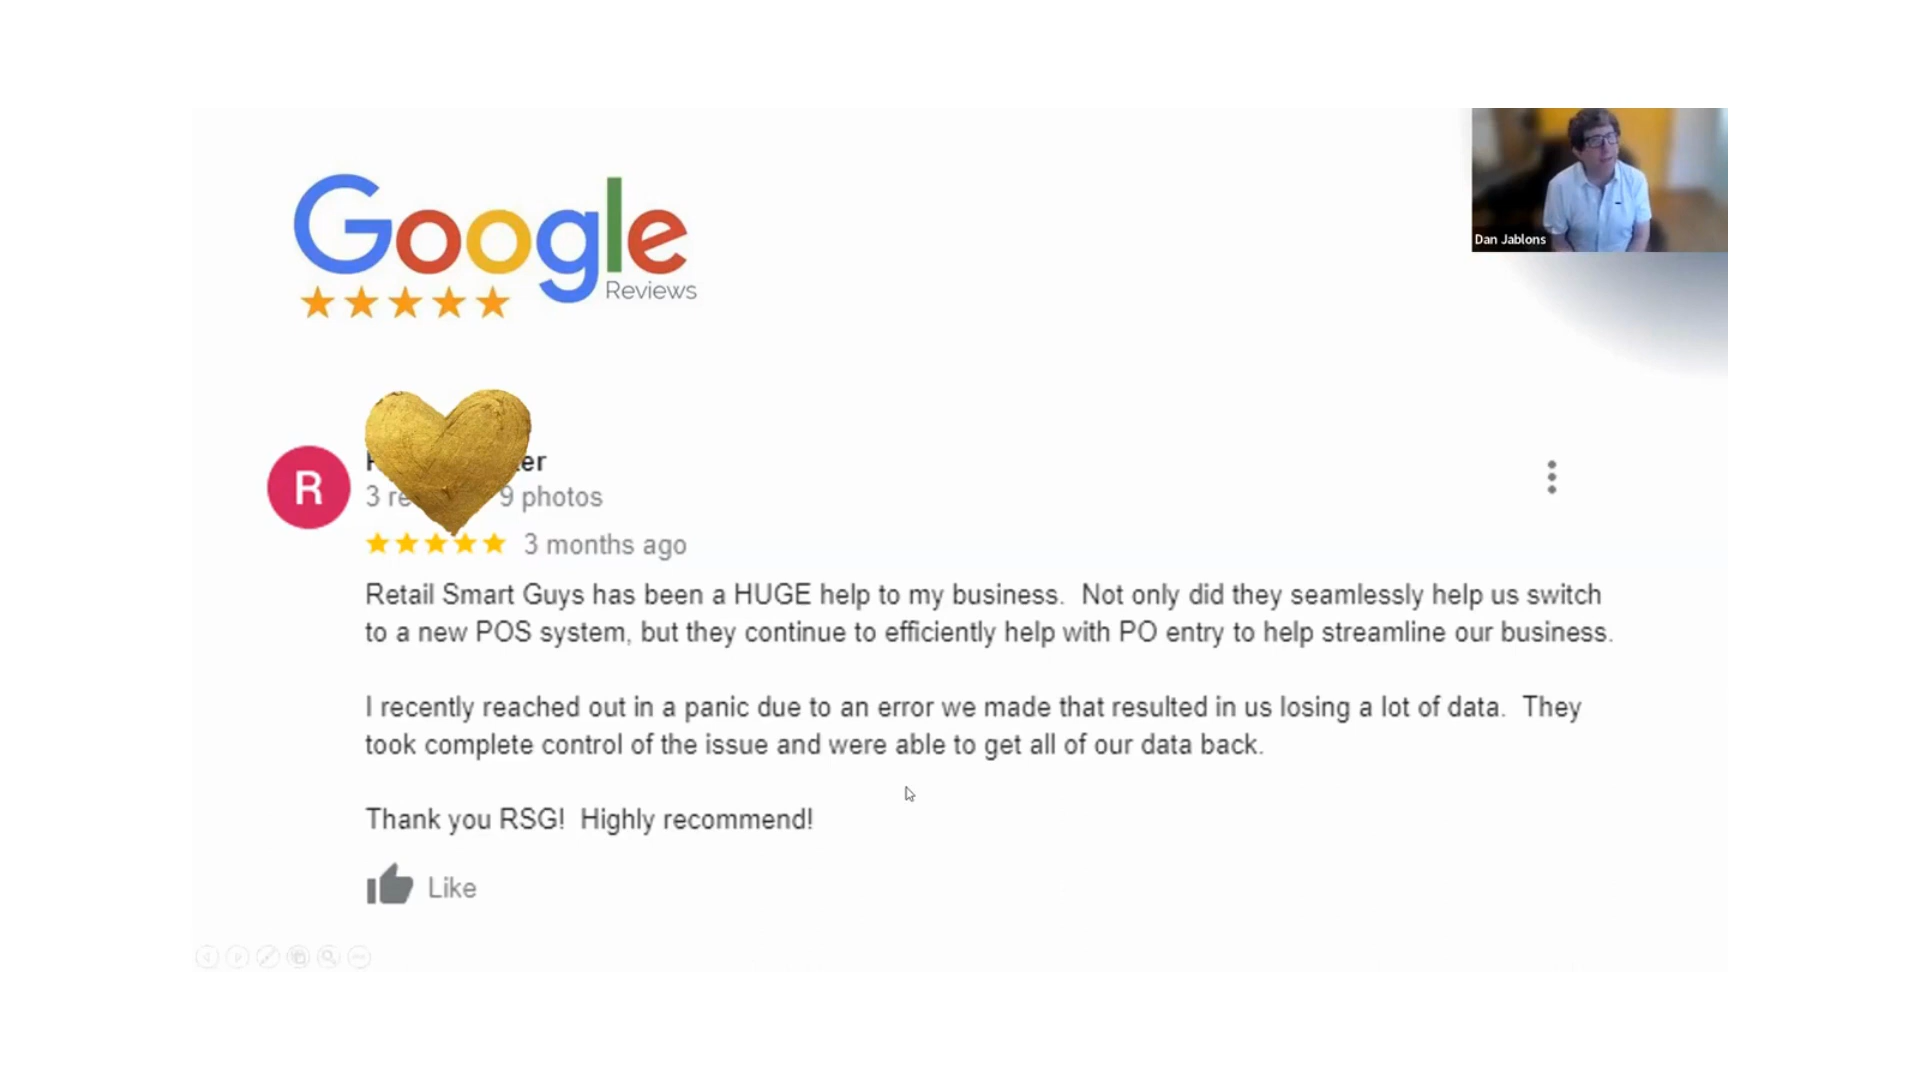 Google
Reviews
Dan Jablons
R
er
3 9 photos
3 months ago
Retail Smart Guys has been a HUGE help to my business. Not only did they seamlessly help us switch
to a new POS system, but they continue to efficiently help with PO entry to help streamline our business.
I recently reached out in a panic due to an error we made that resulted in us losing a lot of data. They
took complete control of the issue and were able to get all of our data back.
Thank you RSG! Highly recommend!
Like